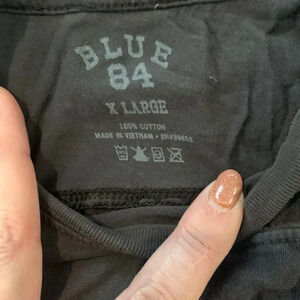 BLUE
84
X LARGE
100% COTTON
MADE IN VIETNAM •